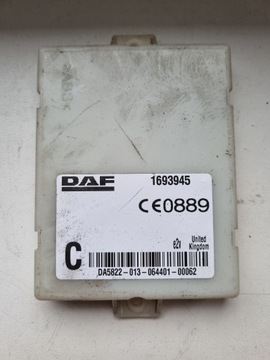 DAF 1693945
CE0889
C
e2v United Kingdom
DA5822-013-064401-00062